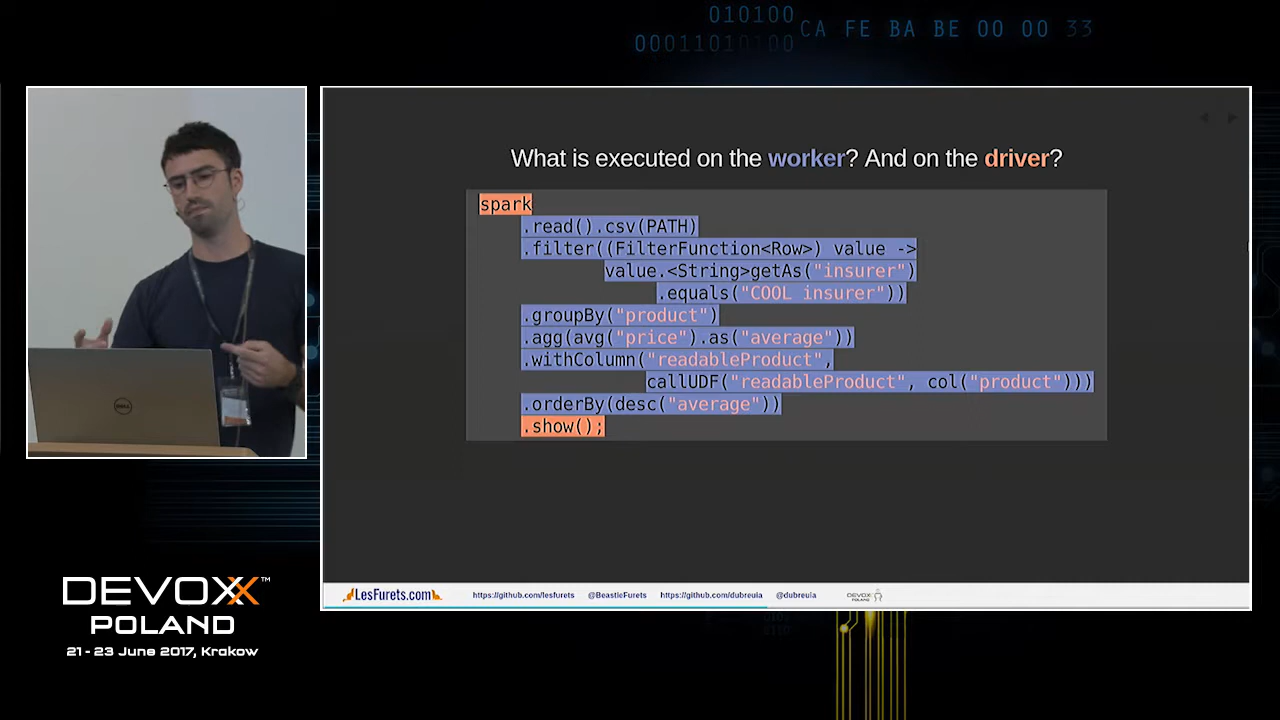 010100
00011010100
CA FE BA BE 00 00 33
What is executed on the worker? And on the driver?
spark
.read().csv(PATH)
.filter((FilterFunction<Row>) value ->
value.<String>getAs("insurer")
.equals("COOL insurer"))
.groupBy("product")
.agg(avg("price").as("average"))
.withColumn("readableProduct",
callUDF("readableProduct", col("product")))
.orderBy(desc("average"))
.show();
DELL
LesFurets.com
https://github.com/lesfurets
@BeastieFurets
https://github.com/dubreuia
@dubreuia
DEVOXX
POLAND
DEVOXX™
POLAND
21 - 23 June 2017, Krakow